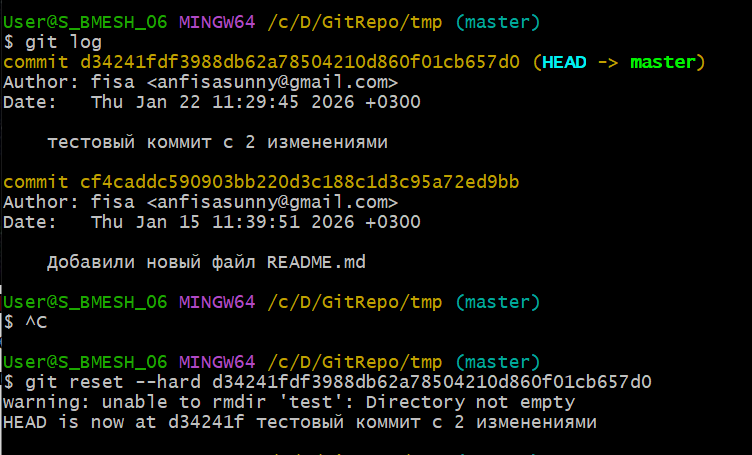 User@S_BMESH_06 MINGW64 /c/D/GitRepo/tmp (master)
$ git log
commit d34241fdf3988db62a78504210d860f01cb657d0 (HEAD -> master)
Author: fisa <anfisasunny@gmail.com>
Date:   Thu Jan 22 11:29:45 2026 +0300
    тестовый коммит с 2 изменениями
commit cf4caddc590903bb220d3c188c1d3c95a72ed9bb
Author: fisa <anfisasunny@gmail.com>
Date:   Thu Jan 15 11:39:51 2026 +0300
    Добавили новый файл README.md
User@S_BMESH_06 MINGW64 /c/D/GitRepo/tmp (master)
$ ^C
User@S_BMESH_06 MINGW64 /c/D/GitRepo/tmp (master)
$ git reset --hard d34241fdf3988db62a78504210d860f01cb657d0
warning: unable to rmdir 'test': Directory not empty
HEAD is now at d34241f тестовый коммит с 2 изменениями